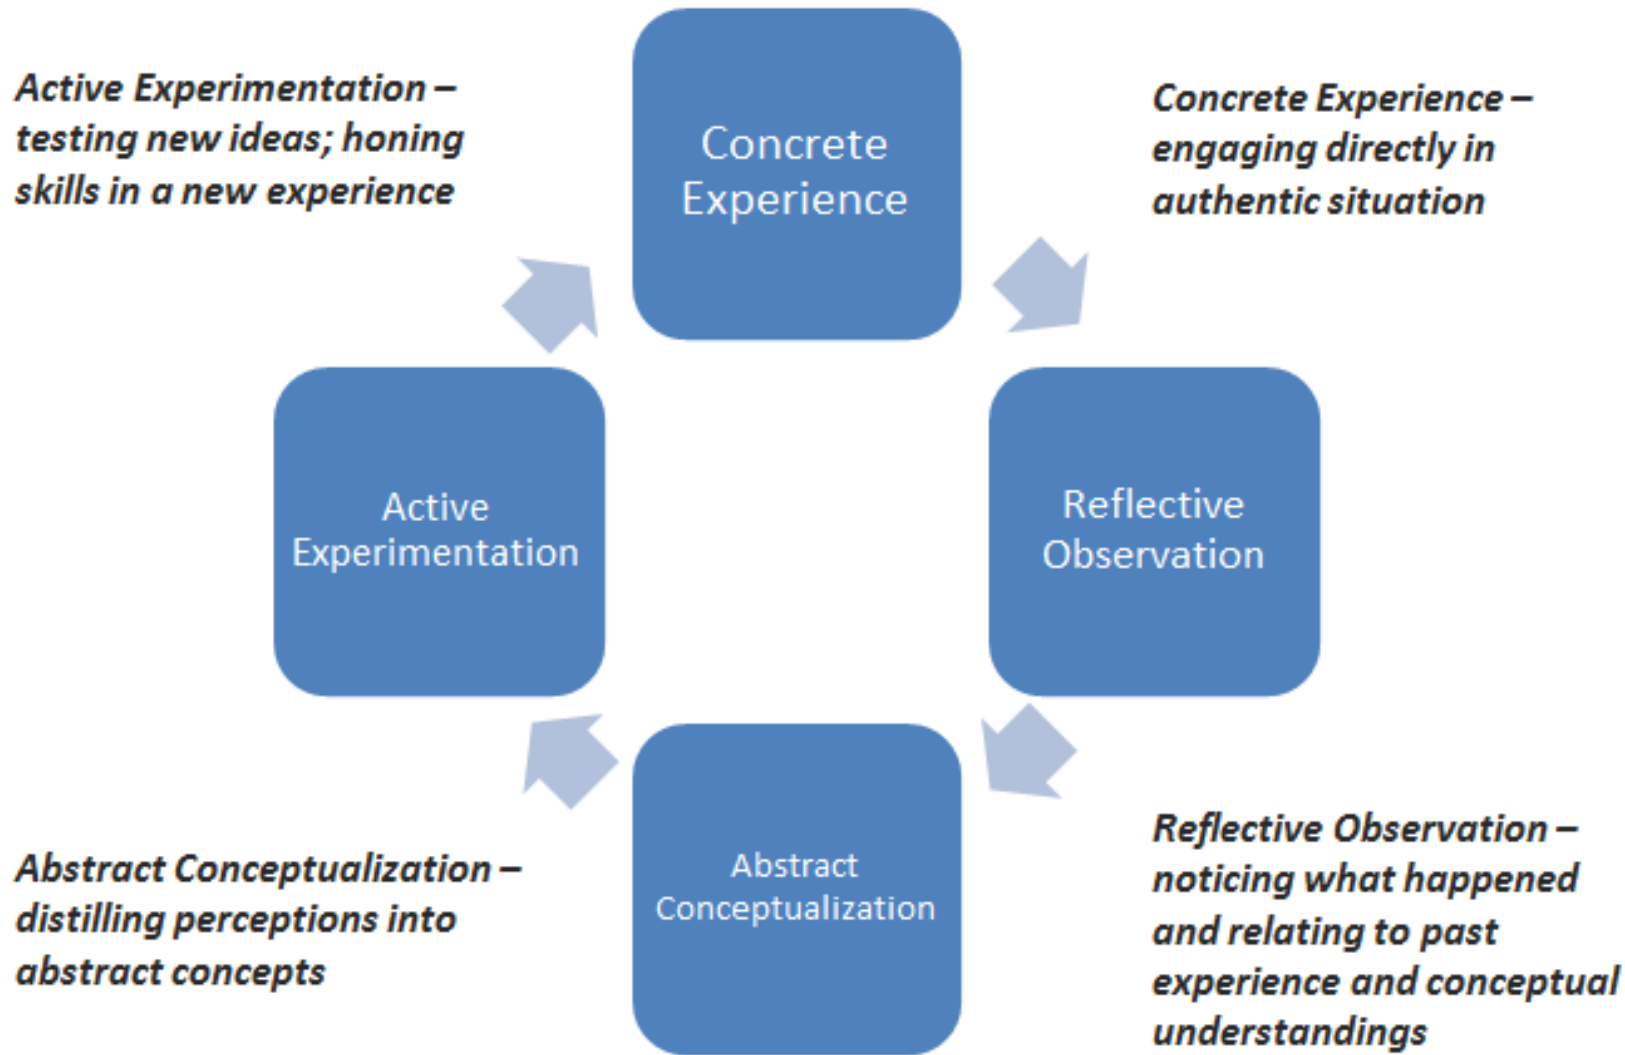 Active Experimentation –
testing new ideas; honing
skills in a new experience
Concrete
Experience
Concrete Experience –
engaging directly in
authentic situation
Active
Experimentation
Reflective
Observation
Abstract Conceptualization –
distilling perceptions into
abstract concepts
Abstract
Conceptualization
Reflective Observation –
noticing what happened
and relating to past
experience and conceptual
understandings